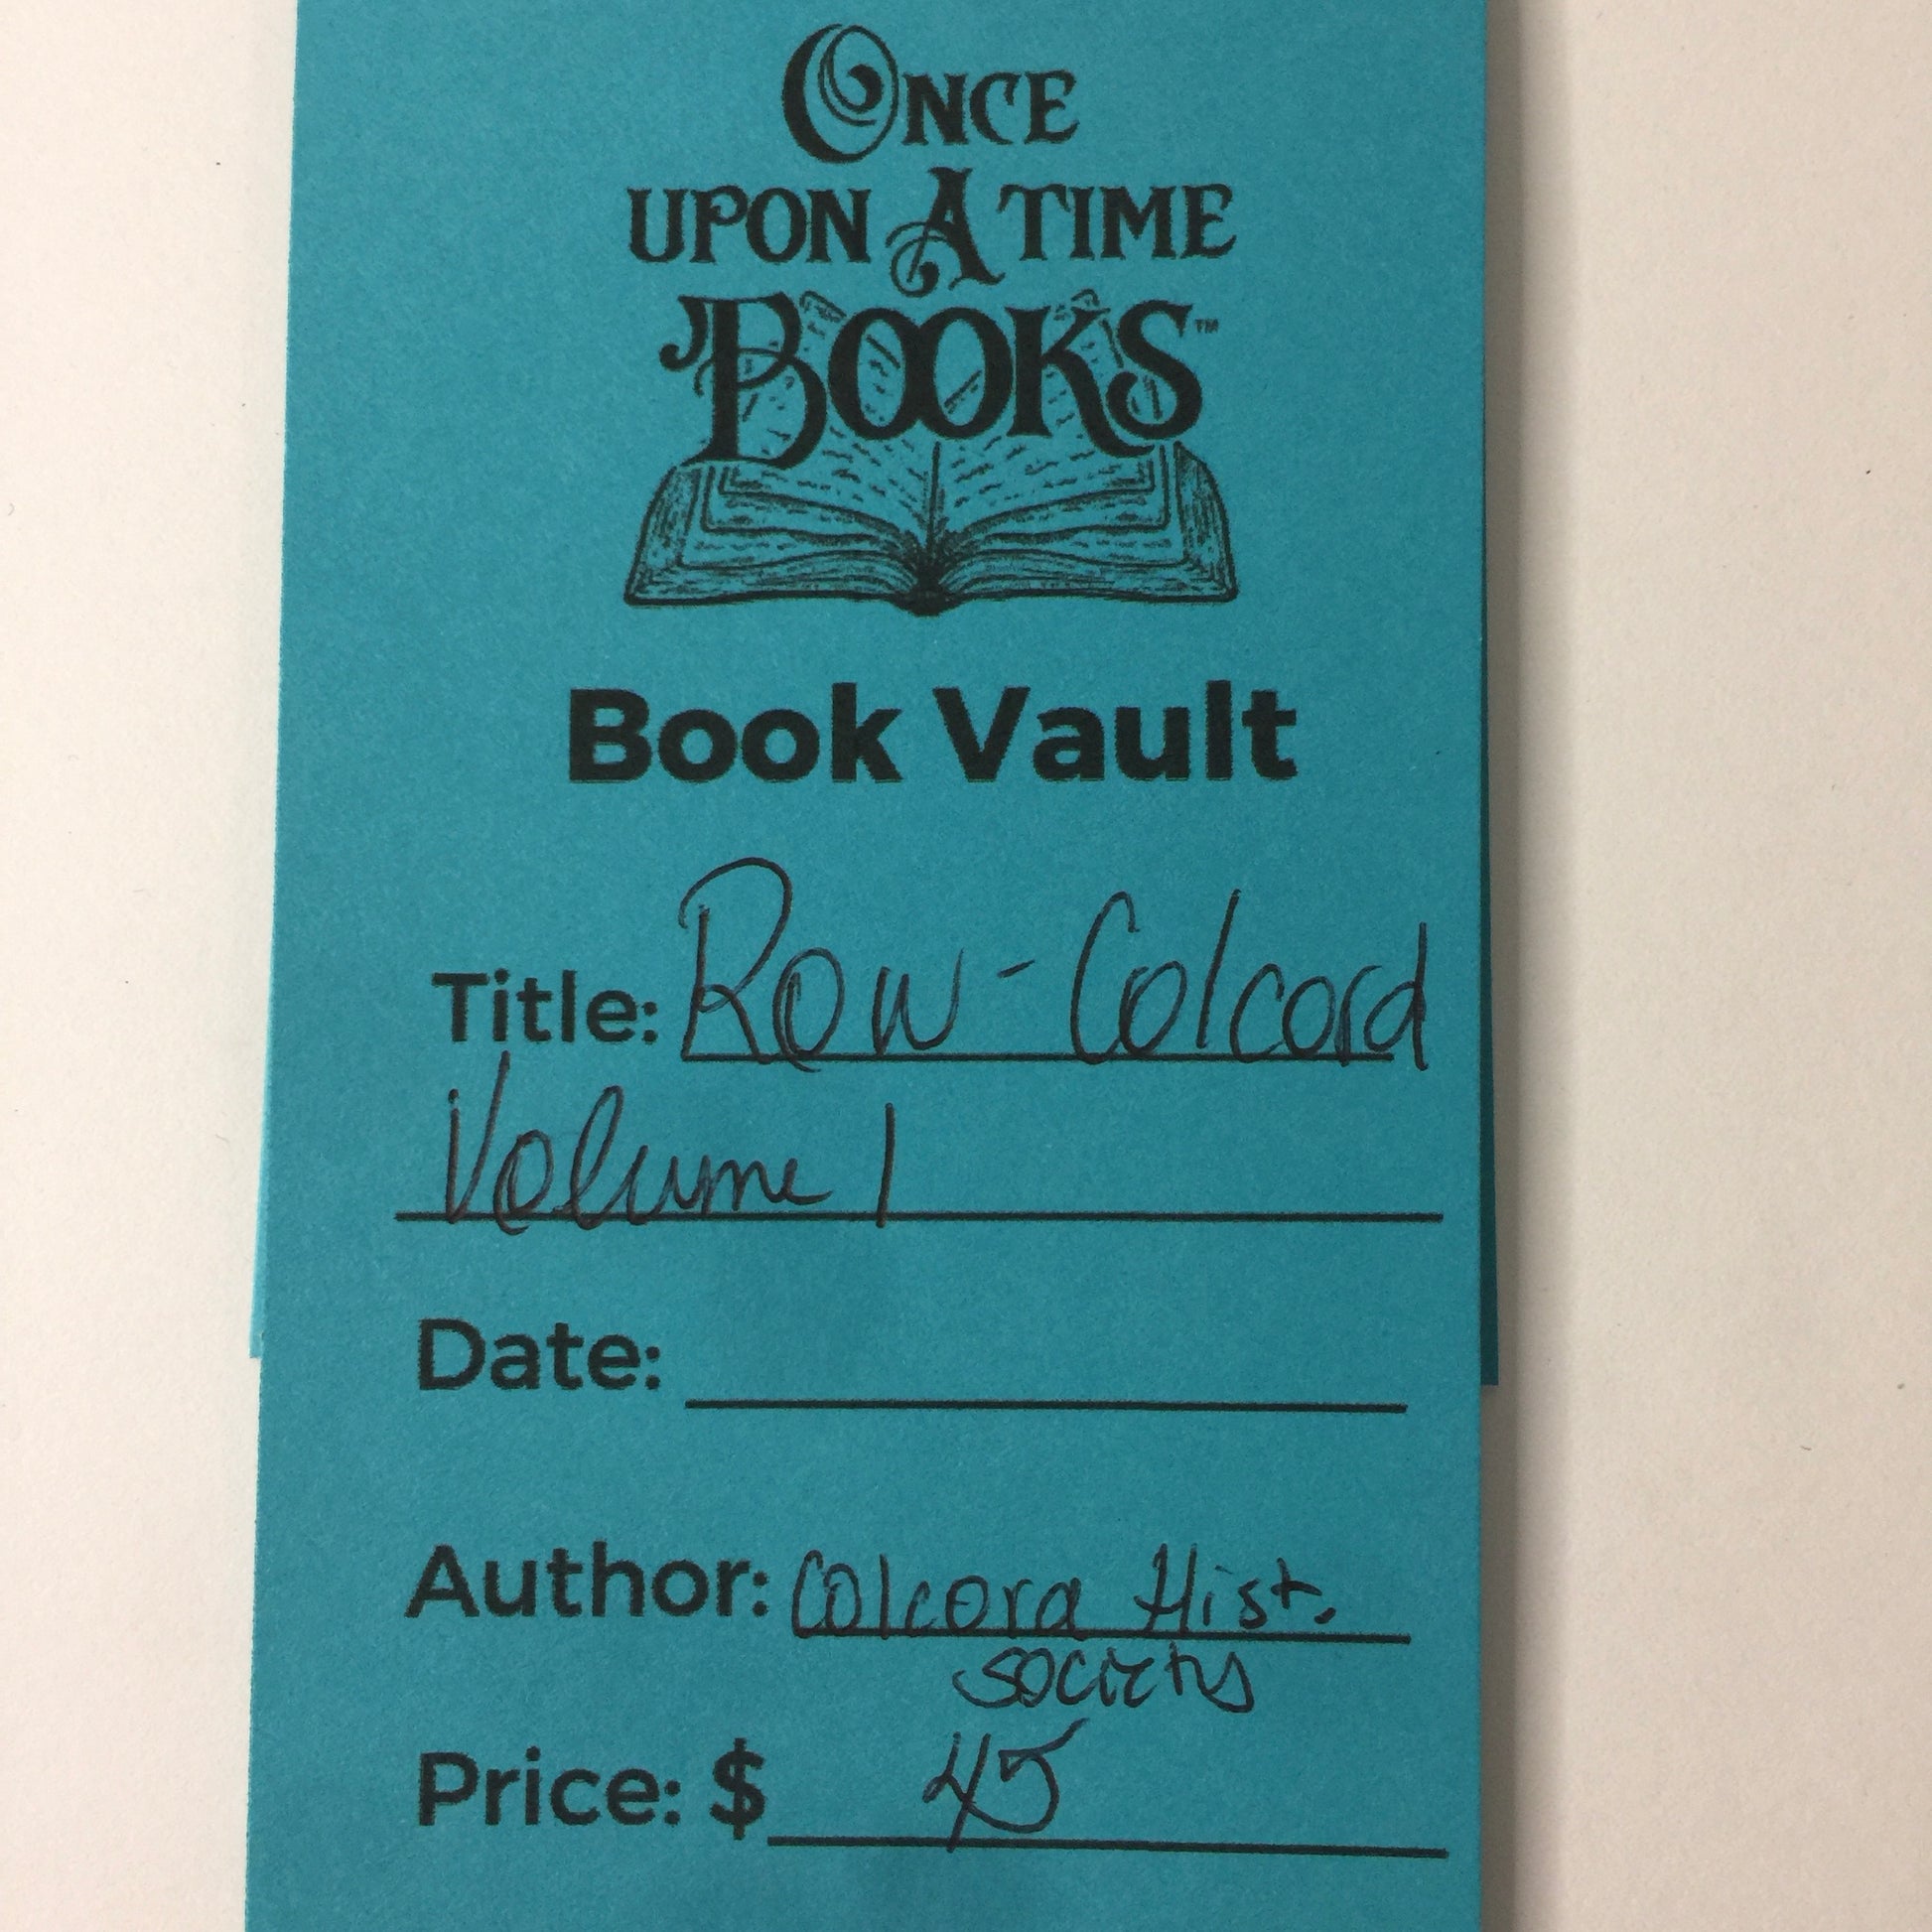 ONCE
UPON A TIME
BOOKS™
Book Vault
Title: Row - Colcord
Volume 1
Date:
Author: Colcord Hist.
Society
Price: $ 45